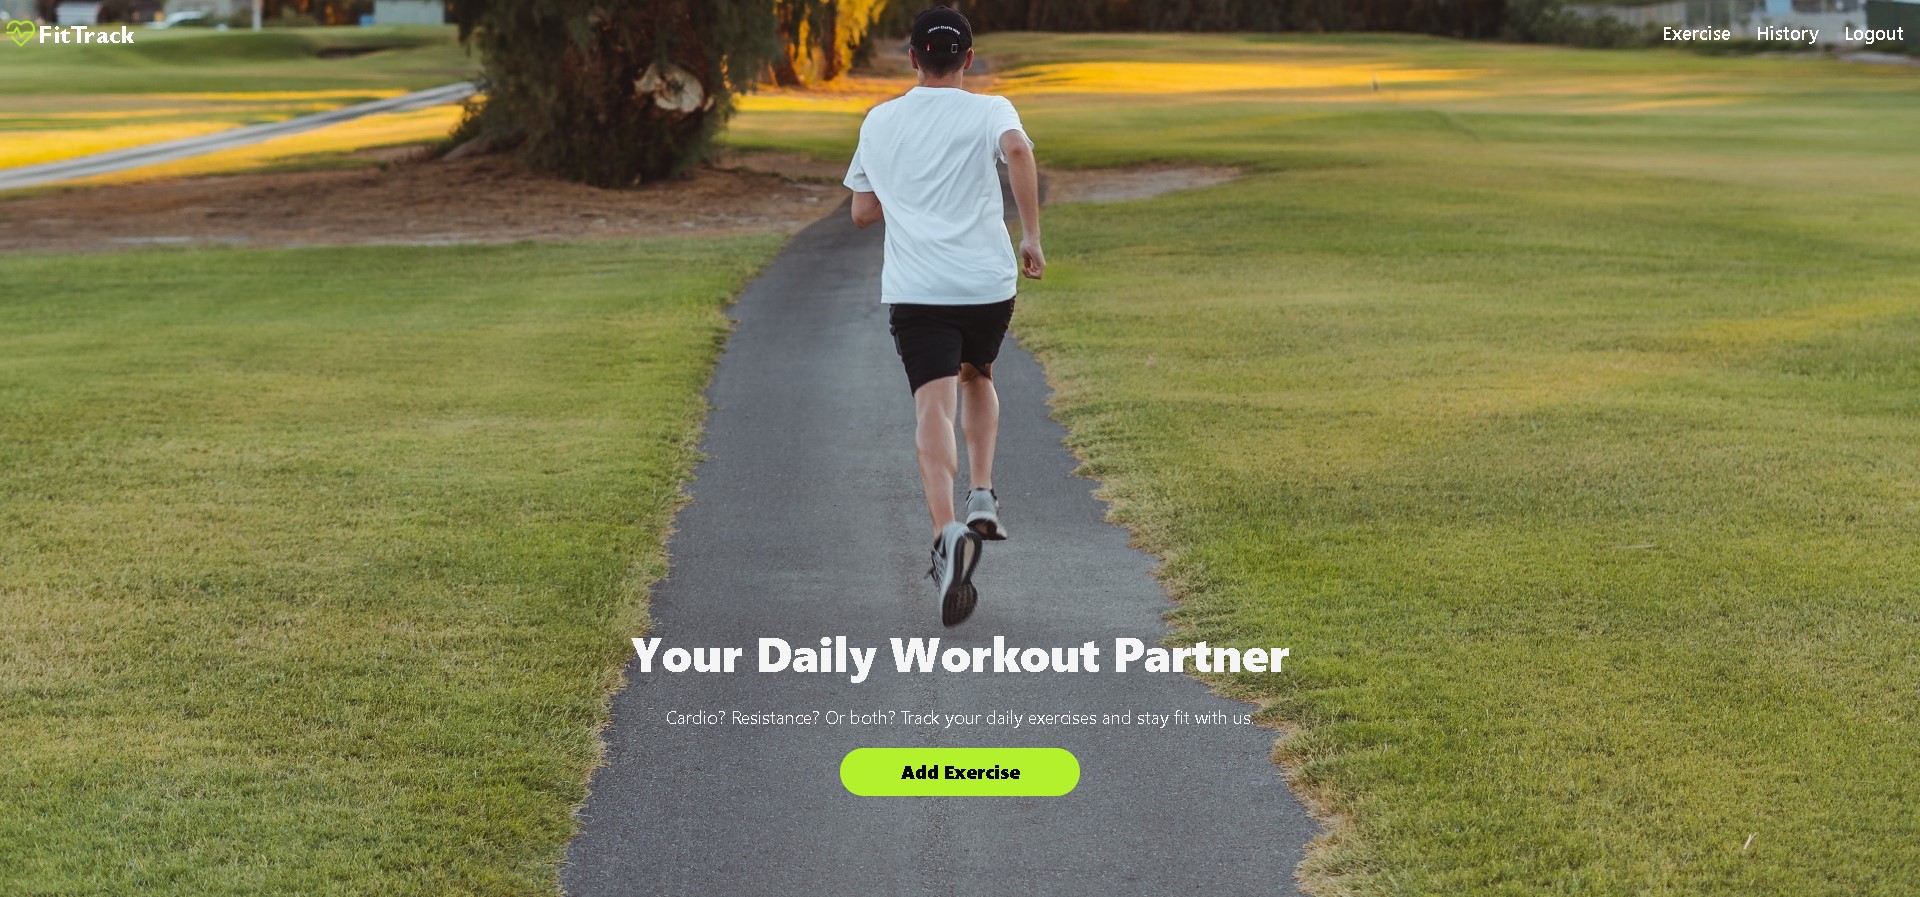 FitTrack
Exercise History Logout
Your Daily Workout Partner
Cardio? Resistance? Or both? Track your daily exercises and stay fit with us.
Add Exercise